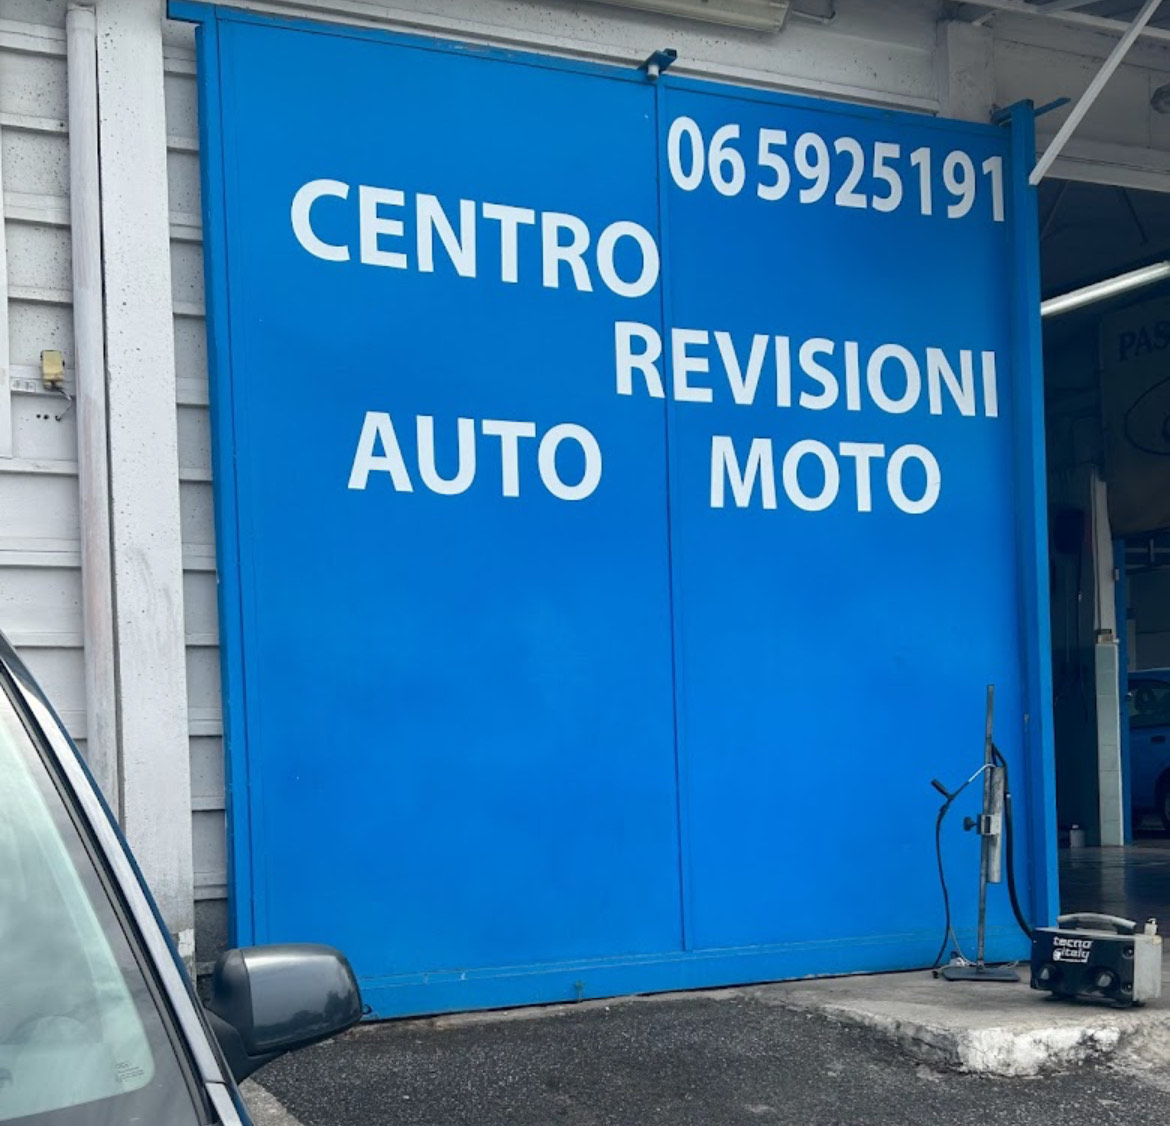 06 5925191
CENTRO
REVISIONI
AUTO MOTO
tecno
italy